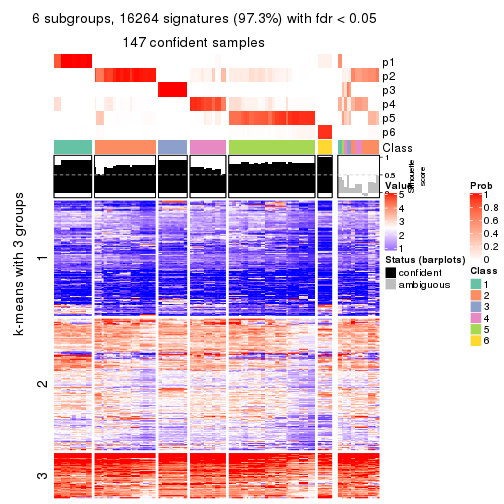 6 subgroups, 16264 signatures (97.3%) with fdr < 0.05
147 confident samples
p1
p2
p3
p4
p5
p6
Class
1
0.5
0
Silhouette
score
k-means with 3 groups
1
2
3
Value
5
4
3
2
1
Status (barplots)
confident
ambiguous
Prob
1
0.8
0.6
0.4
0.2
0
Class
1
2
3
4
5
6